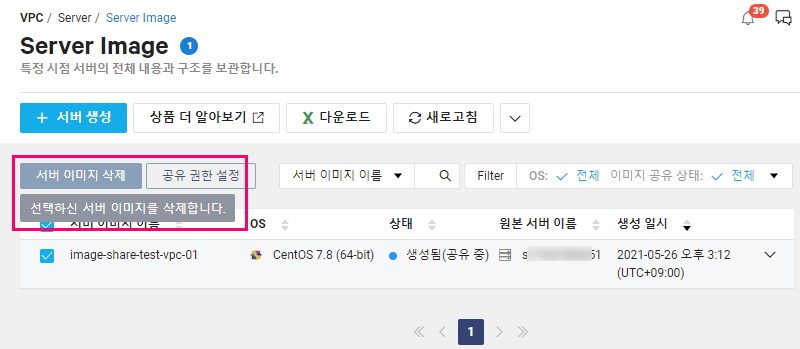 VPC / Server / Server Image
39
Server Image 1
특정 시점 서버의 전체 내용과 구조를 보관합니다.
+ 서버 생성 상품 더 알아보기 X 다운로드 새로고침
서버 이미지 삭제 공유 권한 설정 서버 이미지 이름 Filter OS: 전체 이미지 공유 상태: 전체
선택하신 서버 이미지를 삭제합니다.
서버 이미지 이름 OS 상태 원본 서버 이름 생성 일시
image-share-test-vpc-01 CentOS 7.8 (64-bit) 생성됨(공유 중) 2021-05-26 오후 3:12
(UTC+09:00)
1